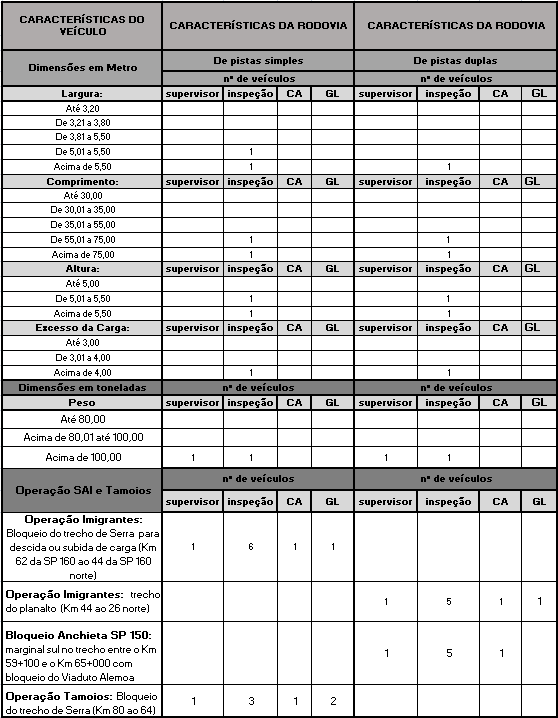 CARACTERÍSTICAS DO VEÍCULO CARACTERÍSTICAS DA RODOVIA CARACTERÍSTICAS DA RODOVIA
Dimensões em Metro De pistas simples De pistas duplas
nº de veículos nº de veículos
Largura: supervisor inspeção CA GL supervisor inspeção CA GL
Até 3,20
De 3,21 a 3,80
De 3,81 a 5,50
De 5,01 a 5,50 1
Acima de 5,50 1 1
Comprimento: supervisor inspeção CA GL supervisor inspeção CA GL
Até 30,00
De 30,01 a 35,00
De 35,01 a 55,00
De 55,01 a 75,00 1 1
Acima de 75,00 1 1
Altura: supervisor inspeção CA GL supervisor inspeção CA GL
Até 5,00
De 5,01 a 5,50 1 1
Acima de 5,50 1 1
Excesso da Carga: supervisor inspeção CA GL supervisor inspeção CA GL
Até 3,00
De 3,01 a 4,00
Acima de 4,00 1 1
Dimensões em toneladas nº de veículos nº de veículos
Peso supervisor inspeção CA GL supervisor inspeção CA GL
Até 80,00
Acima de 80,01 até 100,00
Acima de 100,00 1 1 1 1
Operação SAI e Tamoios nº de veículos nº de veículos
supervisor inspeção CA GL supervisor inspeção CA GL
Operação Imigrantes:
Bloqueio do trecho de Serra para
descida ou subida de carga (Km
62 da SP 160 ao 44 da SP 160
norte)
1 6 1 1
Operação Imigrantes: trecho
do planalto (Km 44 ao 26 norte)
1 5 1 1
Bloqueio Anchieta SP 150:
marginal sul no trecho entre o Km
59+100 e o Km 65+000 com
bloqueio do Viaduto Alemoa
1 5 1
Operação Tamoios: Bloqueio
do trecho de Serra (Km 80 ao 64)
1 3 1 2